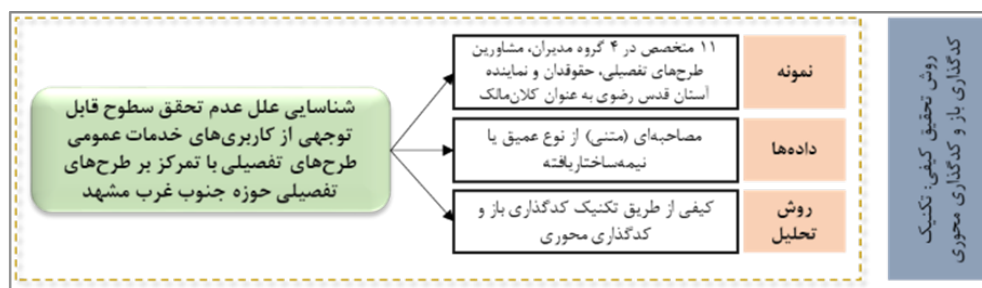 روش تحقیق کیفی: تکنیک
کدگذاری باز و کدگذاری محوری
نمونه
۱۱ متخصص در ۴ گروه مدیران، مشاورین
طرح‌های تفصیلی، حقوقدان و نماینده
آستان قدس رضوی به عنوان کلان‌مالک
داده‌ها
مصاحبه‌ای (متنی) از نوع عمیق یا
نیمه‌ساختاریافته
روش
تحلیل
کیفی از طریق تکنیک کدگذاری باز و
کدگذاری محوری
شناسایی علل عدم تحقق سطوح قابل
توجهی از کاربری‌های خدمات عمومی
طرح‌های تفصیلی با تمرکز بر طرح‌های
تفصیلی حوزه جنوب غرب مشهد